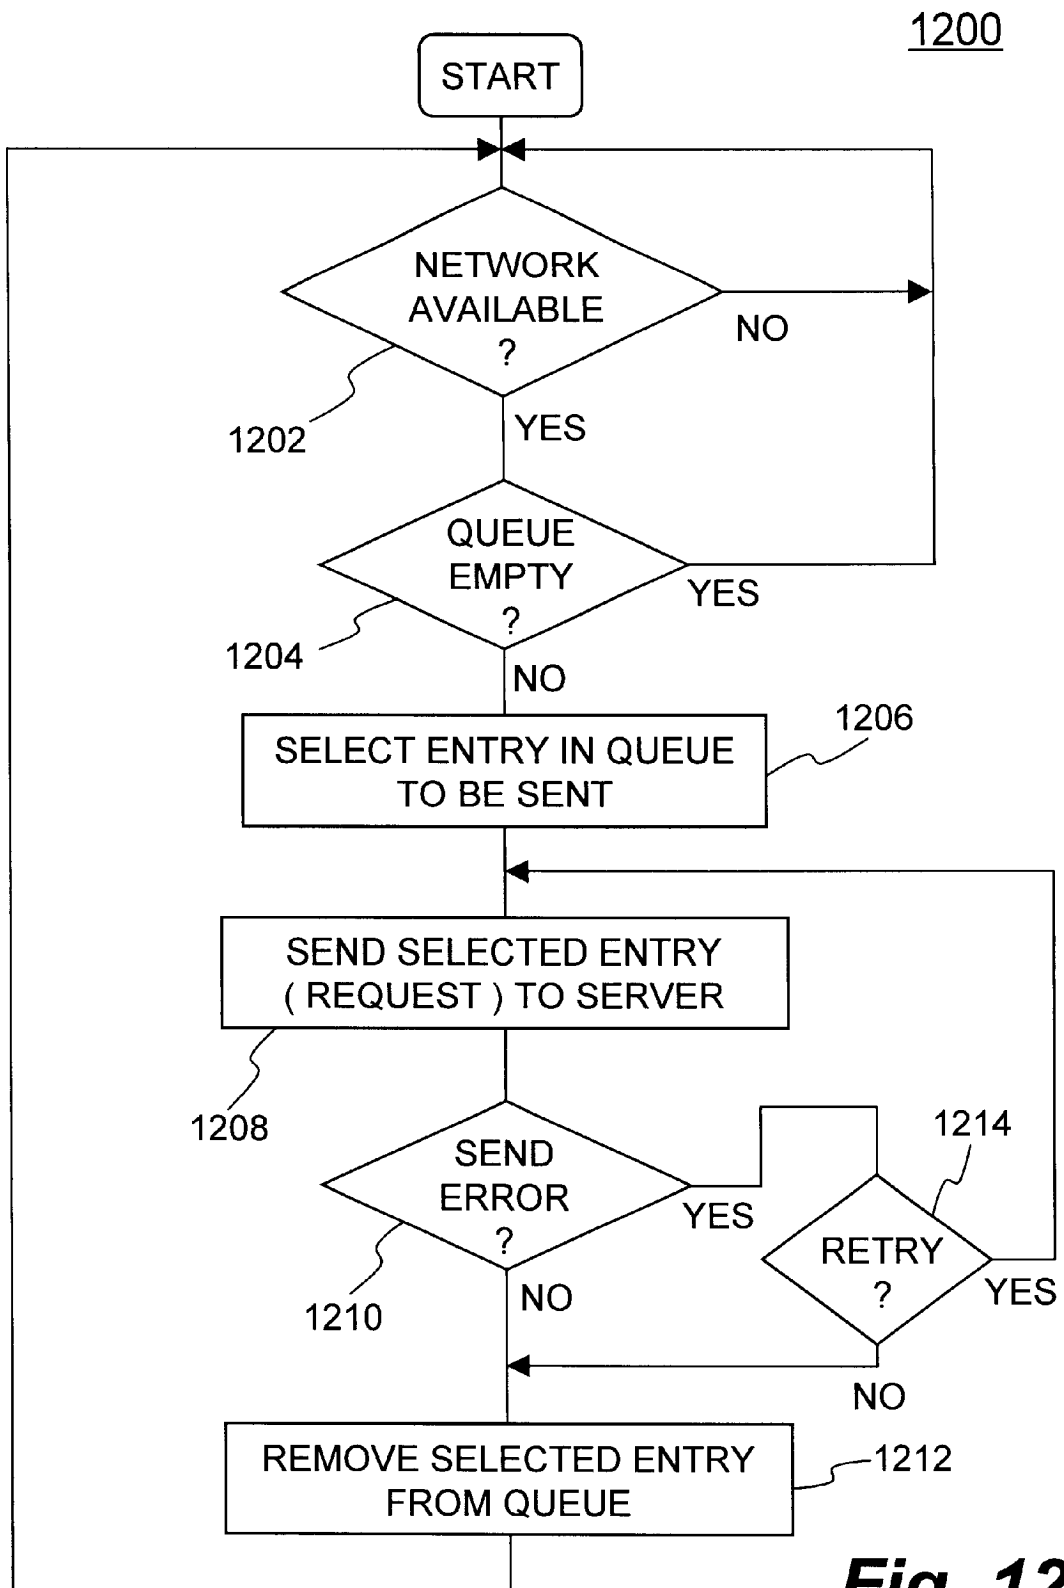 1200
START
NETWORK
AVAILABLE
?
NO
1202
YES
QUEUE
EMPTY
?
YES
1204
NO
1206
SELECT ENTRY IN QUEUE
TO BE SENT
SEND SELECTED ENTRY
( REQUEST ) TO SERVER
1208
SEND
ERROR
?
YES
1214
RETRY
?
YES
1210
NO
NO
1212
REMOVE SELECTED ENTRY
FROM QUEUE
Fig. 12